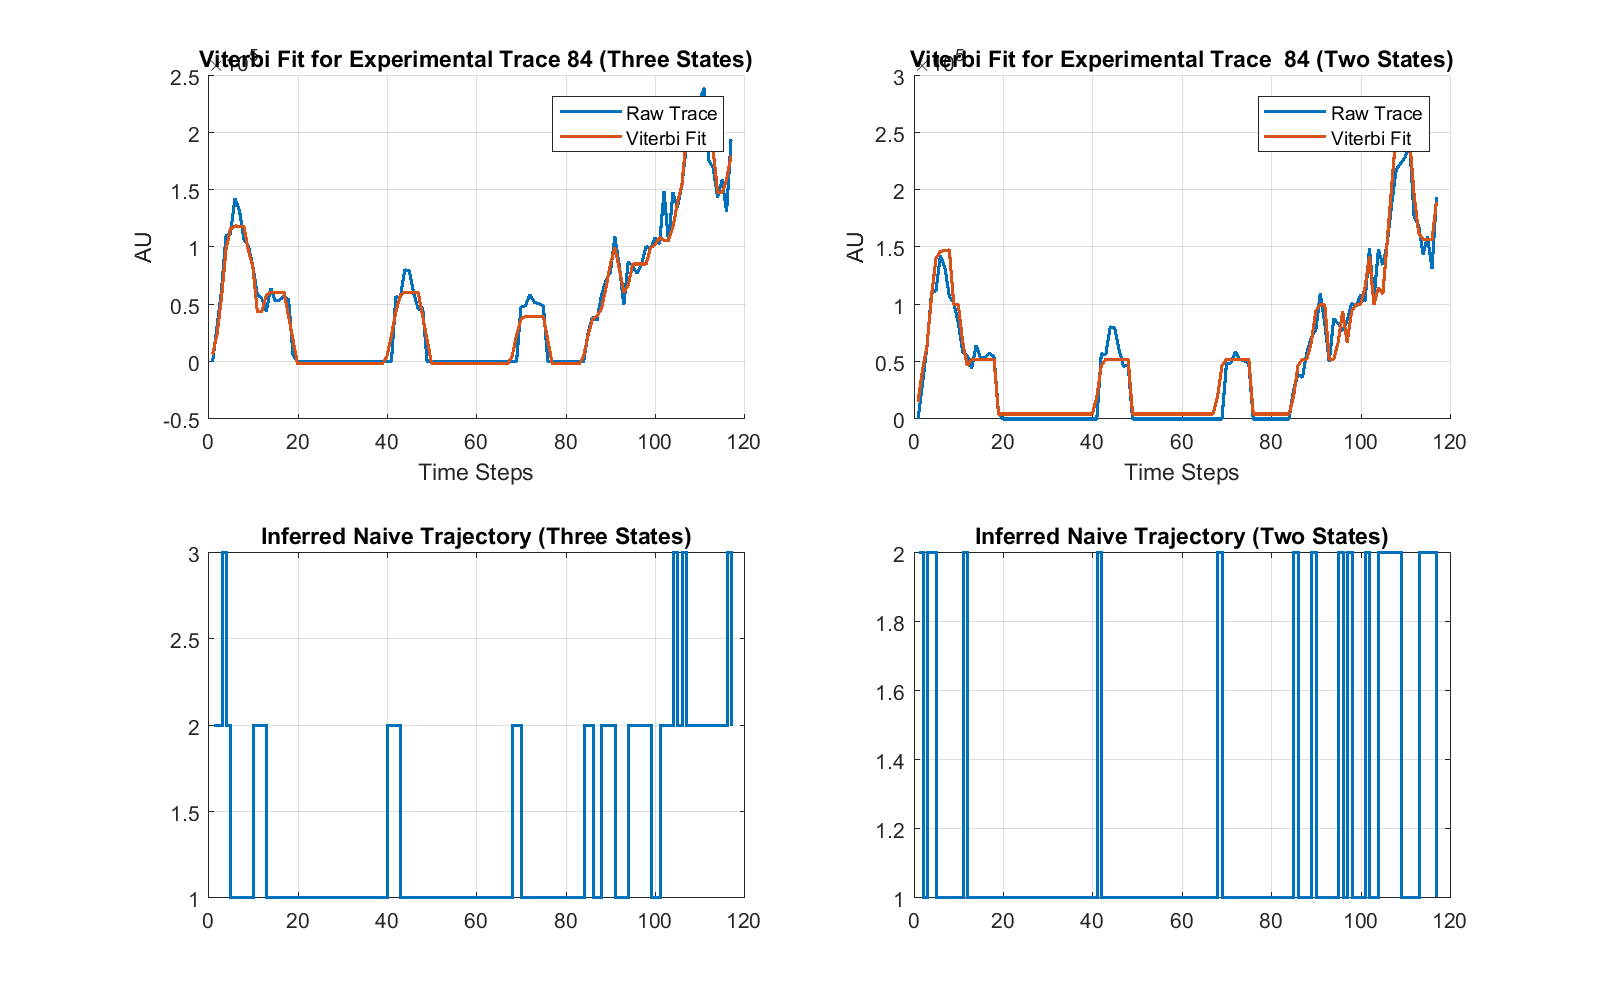 Viterbi Fit for Experimental Trace 84 (Three States)
×10^5
2.5
2
1.5
1
0.5
0
-0.5
AU
Raw Trace
Viterbi Fit
0 20 40 60 80 100 120
Time Steps
Viterbi Fit for Experimental Trace 84 (Two States)
×10^5
3
2.5
2
1.5
1
0.5
0
AU
Raw Trace
Viterbi Fit
0 20 40 60 80 100 120
Time Steps
Inferred Naive Trajectory (Three States)
3
2.5
2
1.5
1
0 20 40 60 80 100 120
Inferred Naive Trajectory (Two States)
2
1.8
1.6
1.4
1.2
1
0 20 40 60 80 100 120